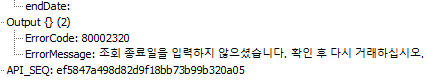 endDate:
Output {} (2)
ErrorCode: 80002320
ErrorMessage: 조회 종료일을 입력하지 않으셨습니다. 확인 후 다시 거래하십시오.
API_SEQ: ef5847a498d82d9f18bb73b99b320a05